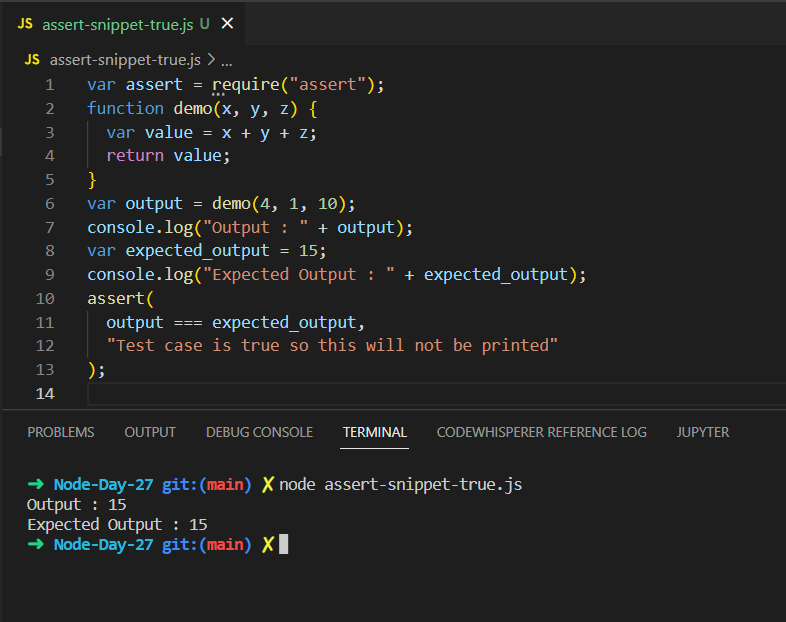 JS assert-snippet-true.js U ✕
JS assert-snippet-true.js > ...
1 var assert = require("assert");
2 function demo(x, y, z) {
3 var value = x + y + z;
4 return value;
5 }
6 var output = demo(4, 1, 10);
7 console.log("Output : " + output);
8 var expected_output = 15;
9 console.log("Expected Output : " + expected_output);
10 assert(
11 output === expected_output,
12 "Test case is true so this will not be printed"
13 );
14
PROBLEMS OUTPUT DEBUG CONSOLE TERMINAL CODEWHISPERER REFERENCE LOG JUPYTER
➜ Node-Day-27 git:(main) ✗ node assert-snippet-true.js
Output : 15
Expected Output : 15
➜ Node-Day-27 git:(main) ✗